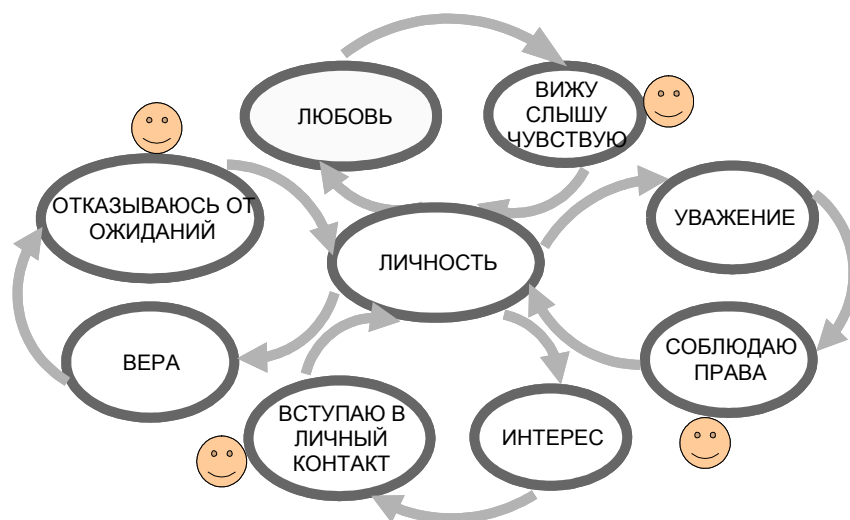 ЛЮБОВЬ
ВИЖУ
СЛЫШУ
ЧУВСТВУЮ
ОТКАЗЫВАЮСЬ ОТ
ОЖИДАНИЙ
УВАЖЕНИЕ
ЛИЧНОСТЬ
ВЕРА
СОБЛЮДАЮ
ПРАВА
ВСТУПАЮ В
ЛИЧНЫЙ
КОНТАКТ
ИНТЕРЕС